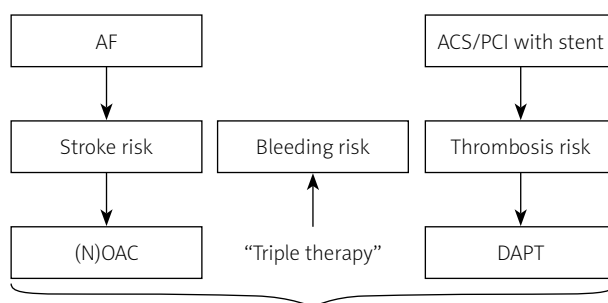 AF
ACS/PCI with stent
Stroke risk
Bleeding risk
Thrombosis risk
(N)OAC
“Triple therapy”
DAPT